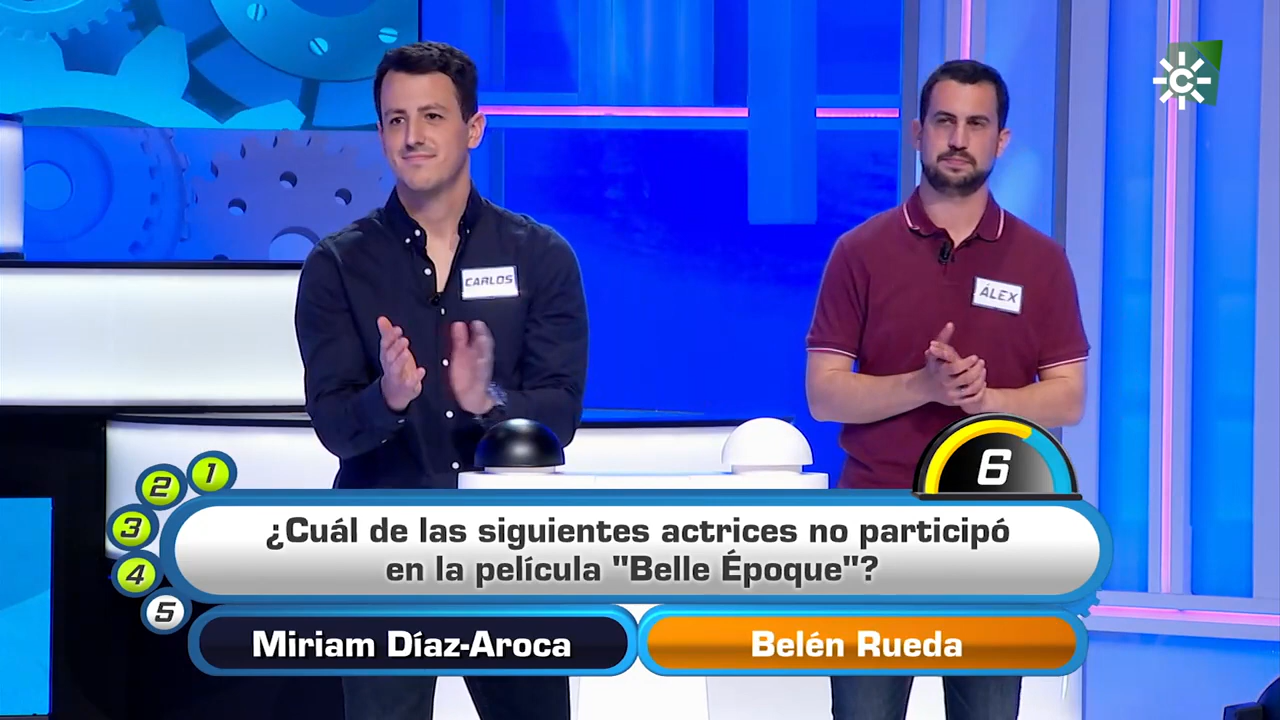 CARLOS
ÁLEX
6
1
2
3
4
5
¿Cuál de las siguientes actrices no participó
en la película "Belle Époque"?
Miriam Díaz-Aroca
Belén Rueda